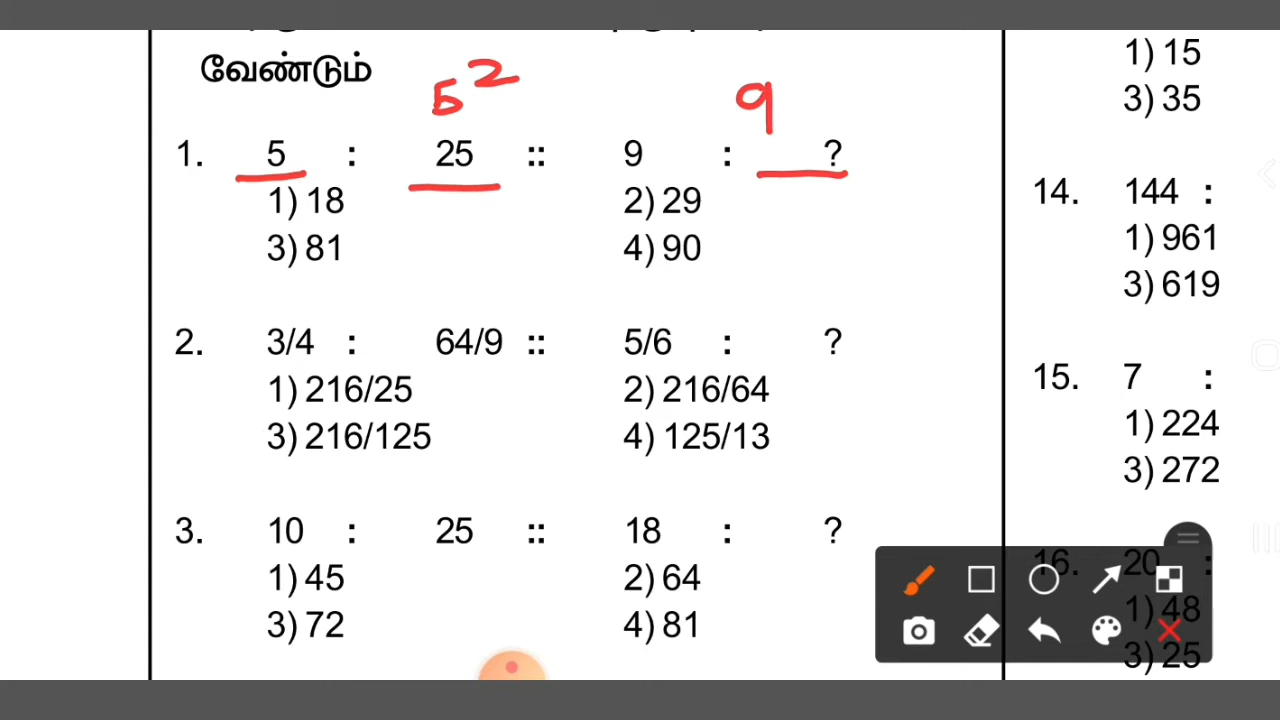 வேண்டும்
5²
9
1. 5 : 25 :: 9 : ?
1) 18 2) 29
3) 81 4) 90
2. 3/4 : 64/9 :: 5/6 : ?
1) 216/25 2) 216/64
3) 216/125 4) 125/13
3. 10 : 25 :: 18 : ?
1) 45 2) 64
3) 72 4) 81
1) 15
3) 35
14. 144 :
1) 961
3) 619
15. 7 :
1) 224
3) 272
16. 20 :
1) 48
3) 25